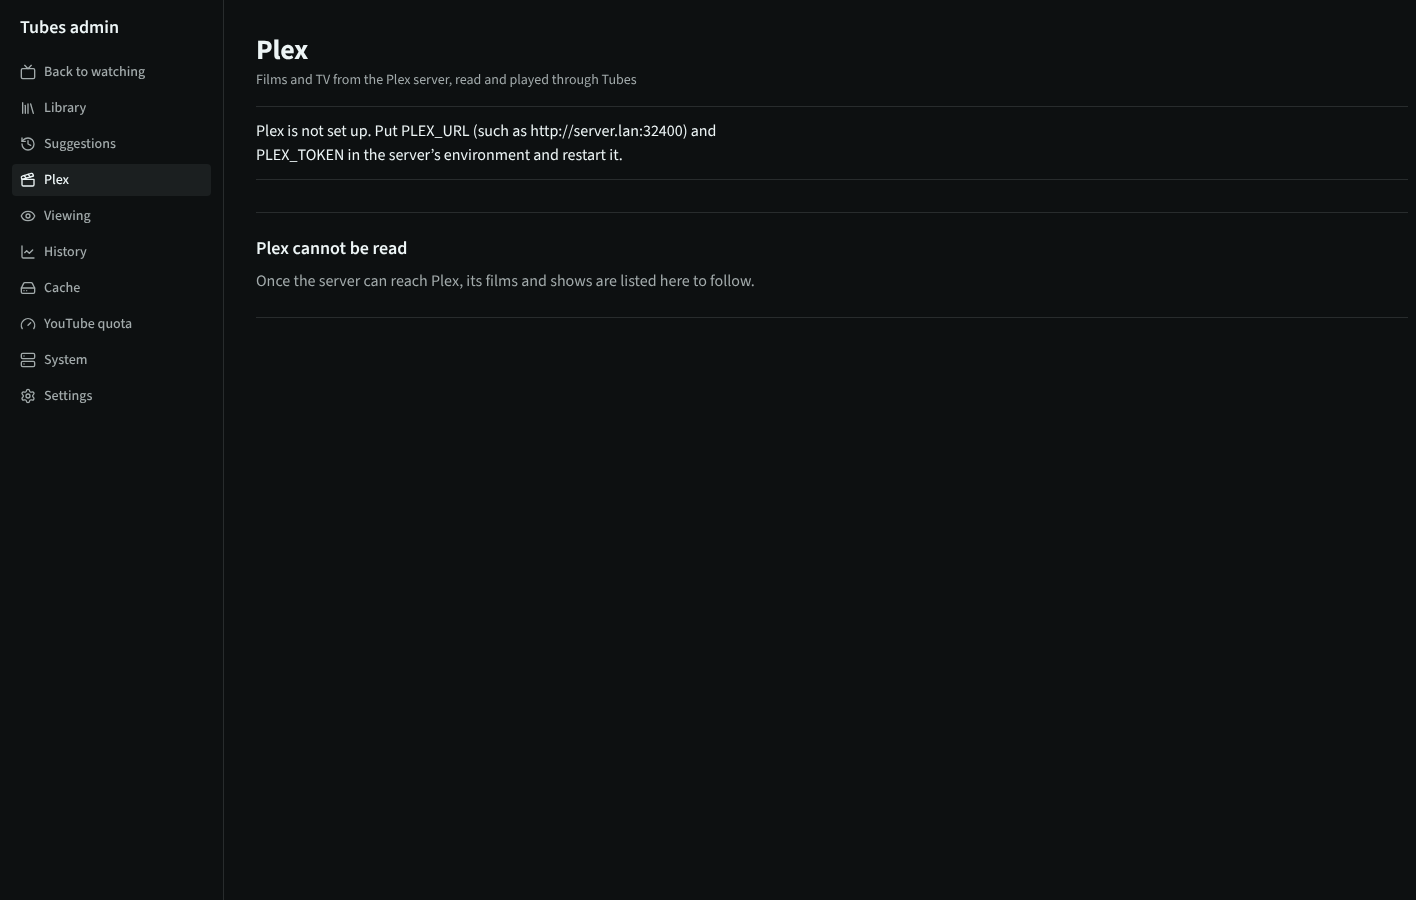 Tubes admin
Back to watching
Library
Suggestions
Plex
Viewing
History
Cache
YouTube quota
System
Settings
Plex
Films and TV from the Plex server, read and played through Tubes
Plex is not set up. Put PLEX_URL (such as http://server.lan:32400) and
PLEX_TOKEN in the server’s environment and restart it.
Plex cannot be read
Once the server can reach Plex, its films and shows are listed here to follow.